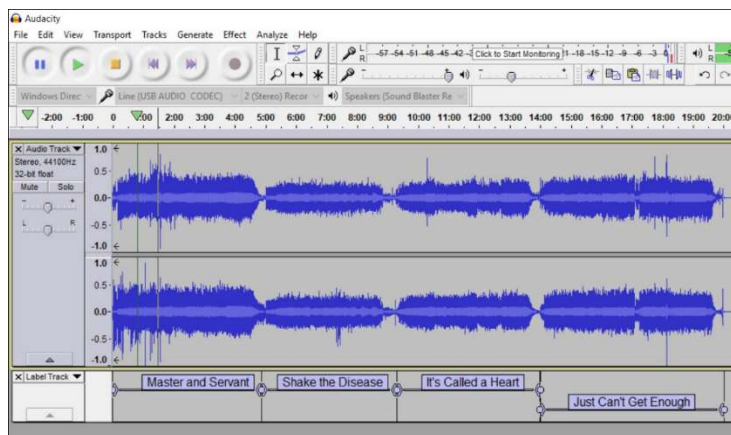 Audacity
File Edit View Transport Tracks Generate Effect Analyze Help
L R -57 -54 -51 -48 -45 -42 Click to Start Monitoring -18 -15 -12 -9 -6 -3 0 L R
Windows Direc Line (USB AUDIO CODEC) 2 (Stereo) Recor Speakers (Sound Blaster Re
-2:00 -1:00 0 1:00 2:00 3:00 4:00 5:00 6:00 7:00 8:00 9:00 10:00 11:00 12:00 13:00 14:00 15:00 16:00 17:00 18:00 19:00 20:0
X Audio Track 1.0
Stereo, 44100Hz
32-bit float 0.5
Mute Solo
- + 0.0
L R -0.5
-1.0
1.0
0.5
0.0
-0.5
-1.0
X Label Track Master and Servant Shake the Disease It's Called a Heart
Just Can't Get Enough